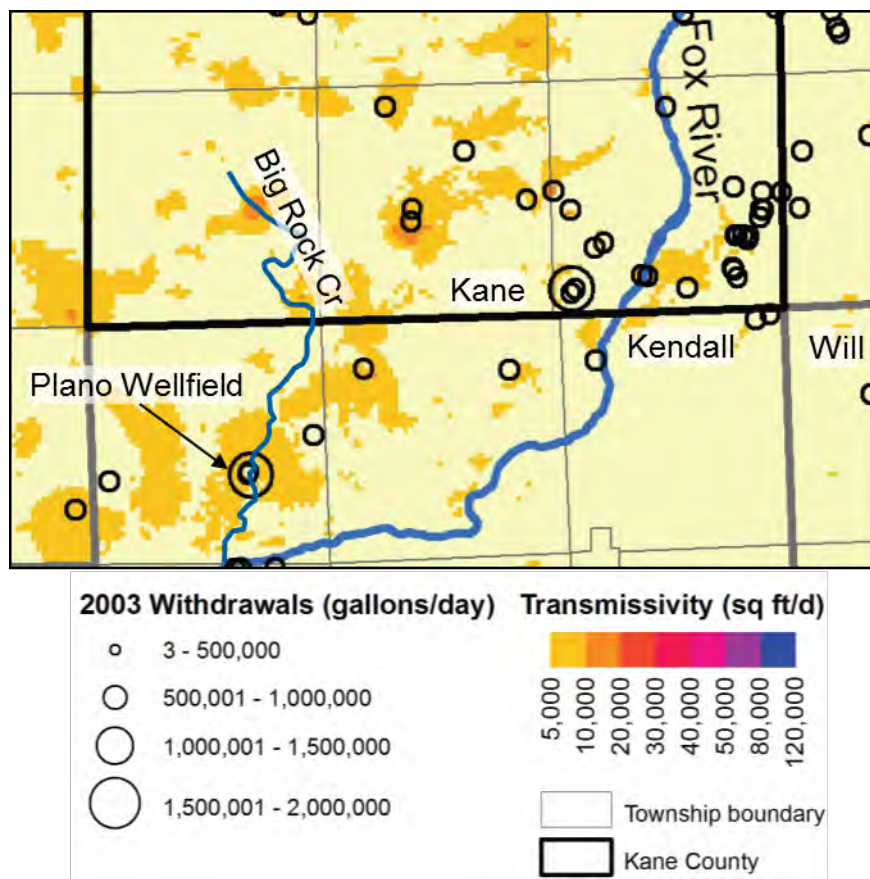 Fox River
Big Rock Cr
Kane
Kendall
Will
Plano Wellfield
2003 Withdrawals (gallons/day)
3 - 500,000
500,001 - 1,000,000
1,000,001 - 1,500,000
1,500,001 - 2,000,000
Transmissivity (sq ft/d)
5,000
10,000
20,000
30,000
40,000
50,000
80,000
120,000
Township boundary
Kane County